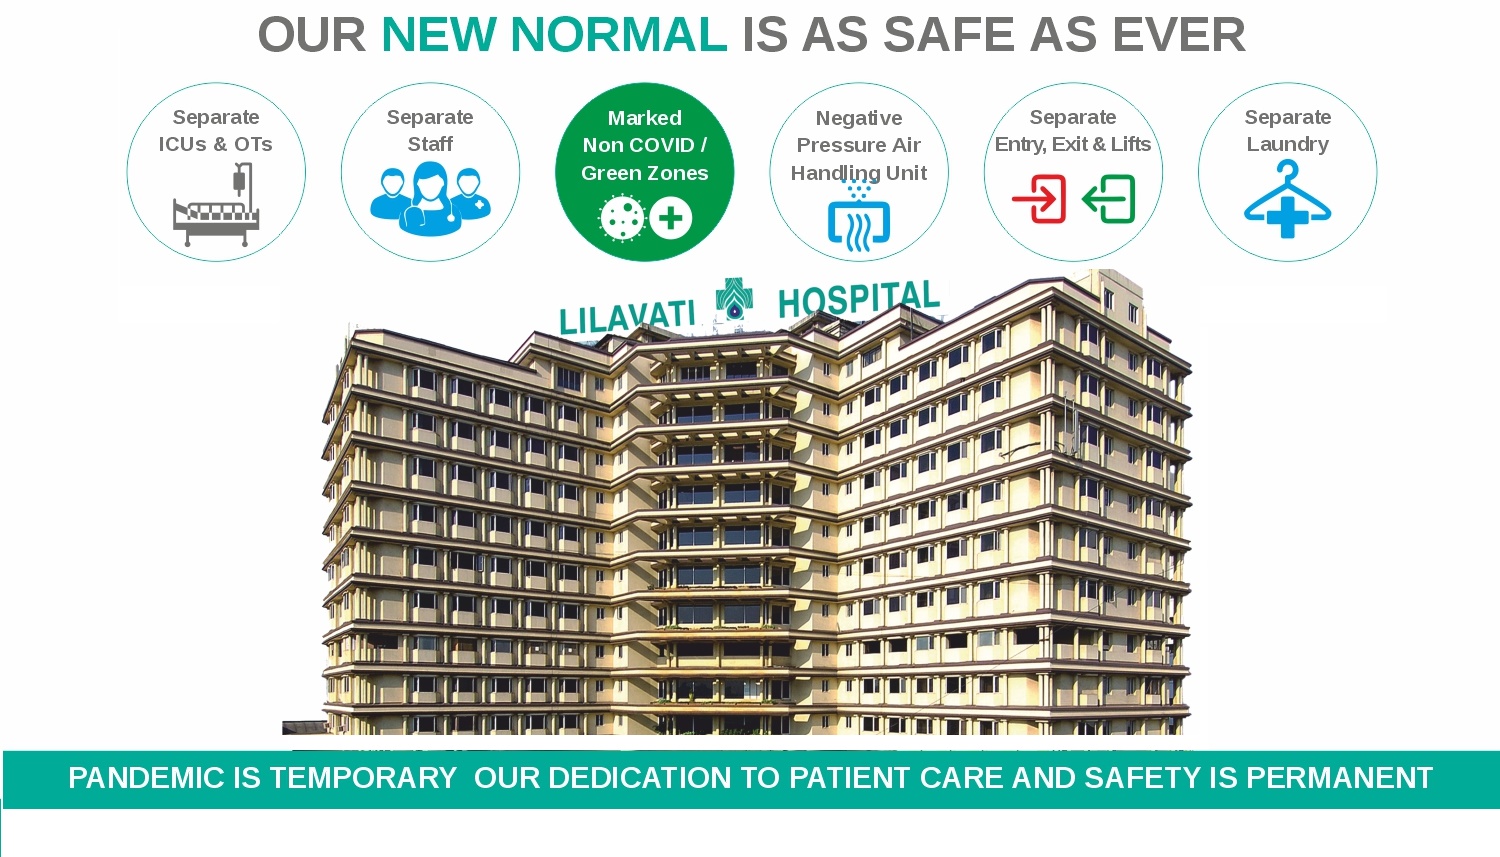 OUR NEW NORMAL IS AS SAFE AS EVER
Separate
ICUs & OTs
Separate
Staff
Marked
Non COVID /
Green Zones
Negative
Pressure Air
Handling Unit
Separate
Entry, Exit & Lifts
Separate
Laundry
LILAVATI HOSPITAL
PANDEMIC IS TEMPORARY  OUR DEDICATION TO PATIENT CARE AND SAFETY IS PERMANENT